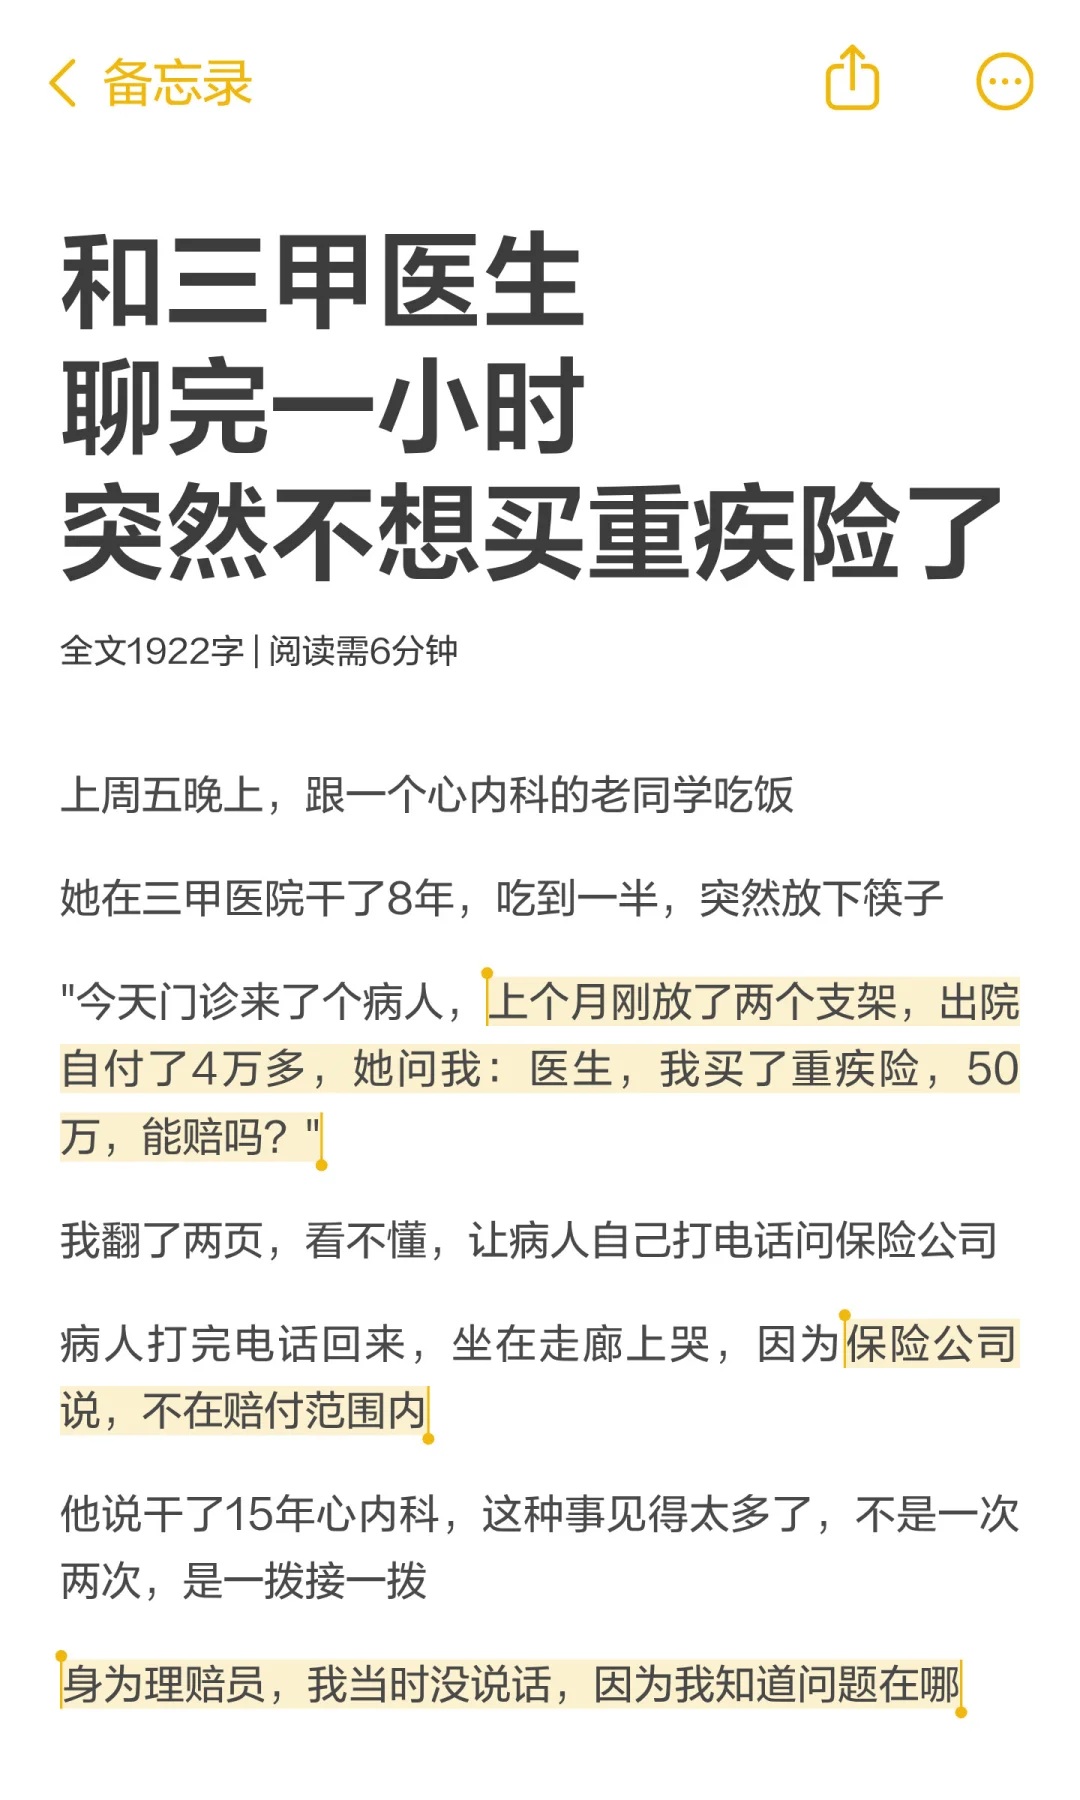 备忘录
和三甲医生
聊完一小时
突然不想买重疾险了
全文1922字 | 阅读需6分钟
上周五晚上，跟一个心内科的老同学吃饭
她在三甲医院干了8年，吃到一半，突然放下筷子
"今天门诊来了个病人，上个月刚放了两个支架，出院
自付了4万多，她问我：医生，我买了重疾险，50
万，能赔吗？"
我翻了两页，看不懂，让病人自己打电话问保险公司
病人打完电话回来，坐在走廊上哭，因为保险公司
说，不在赔付范围内
他说干了15年心内科，这种事见得太多了，不是一次
两次，是一拨接一拨
身为理赔员，我当时没说话，因为我知道问题在哪